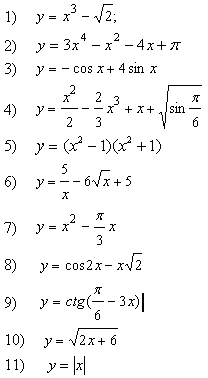 1) y = x³ − √2;
2) y = 3x⁴ − x² − 4x + π
3) y = − cos x + 4 sin x
4) y = x²/2 − 2/3 x³ + x + √(sin π/6)
5) y = (x² − 1)(x² + 1)
6) y = 5/x − 6√x + 5
7) y = x² − π/3 x
8) y = cos 2x − x√2
9) y = ctg(π/6 − 3x)
10) y = √(2x + 6)
11) y = |x|